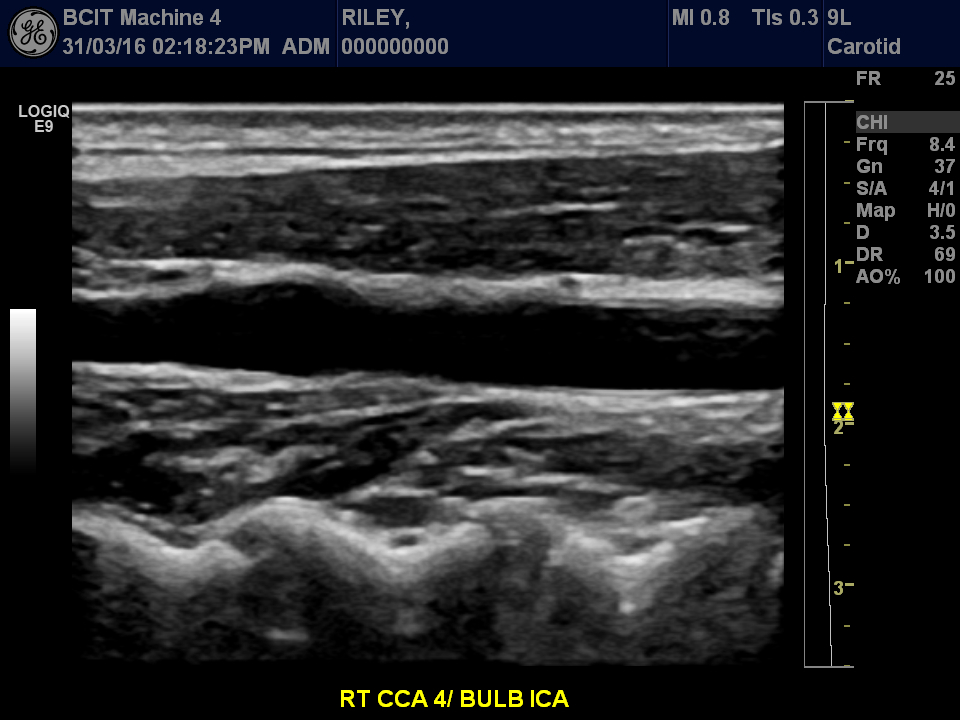 BCIT Machine 4
31/03/16 02:18:23PM ADM
RILEY,
000000000
MI 0.8 TIs 0.3
9L
Carotid
LOGIQ
E9
FR 25
CHI
Frq 8.4
Gn 37
S/A 4/1
Map H/0
D 3.5
DR 69
AO% 100
1
2
3
RT CCA 4/ BULB ICA